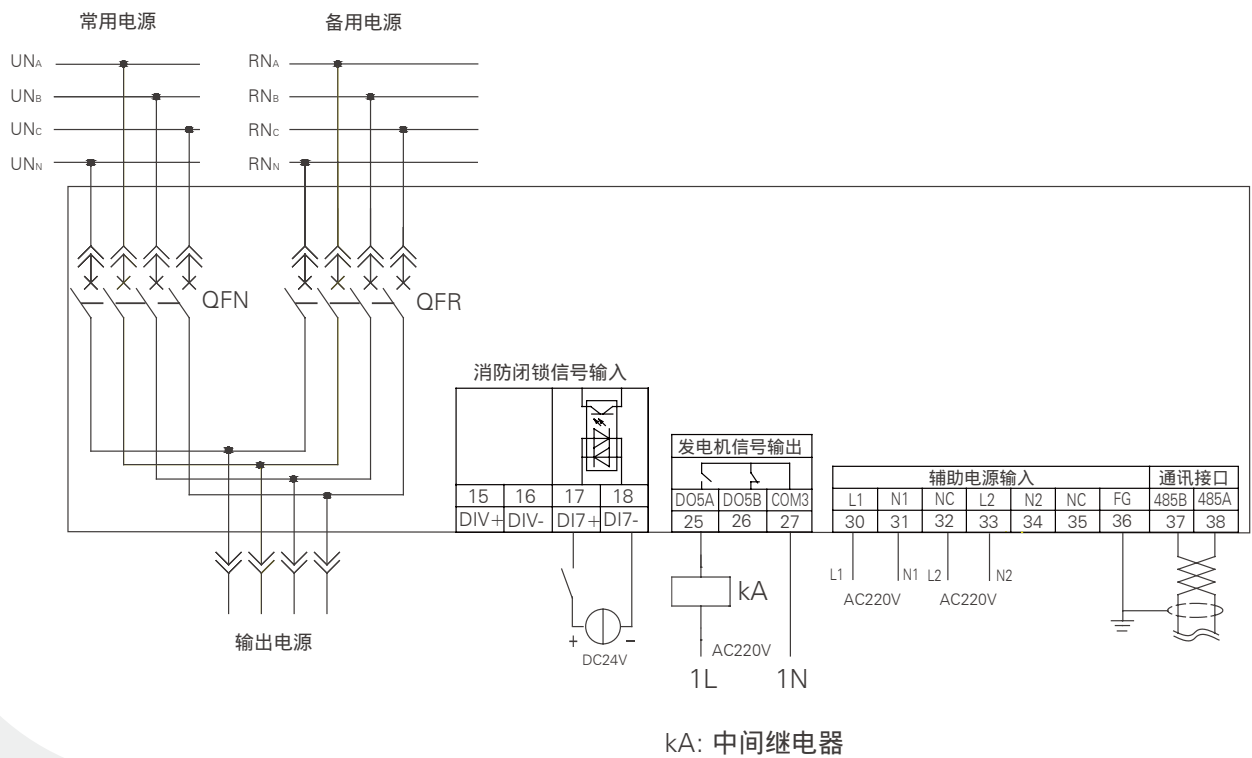 常用电源
备用电源
UNA
RNA
UNB
RNB
UNC
RNC
UNN
RNN
QFN
QFR
消防闭锁信号输入
15 16 17 18
DIV+ DIV- DI7+ DI7-
发电机信号输出
DO5A DO5B COM3
25 26 27
辅助电源输入 通讯接口
L1 N1 NC L2 N2 NC FG 485B 485A
30 31 32 33 34 35 36 37 38
L1 N1 L2 N2
AC220V AC220V
kA
+ -
DC24V
AC220V
1L 1N
输出电源
kA: 中间继电器